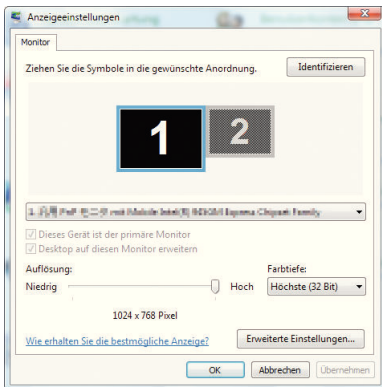 Anzeigeeinstellungen
Monitor
Ziehen Sie die Symbole in die gewünschte Anordnung.
Identifizieren
1
2
Dieses Gerät ist der primäre Monitor
Desktop auf diesen Monitor erweitern
Auflösung:
Farbtiefe:
Niedrig
Hoch
Höchste (32 Bit)
1024 x 768 Pixel
Wie erhalten Sie die bestmögliche Anzeige?
Erweiterte Einstellungen...
OK
Abbrechen
Übernehmen